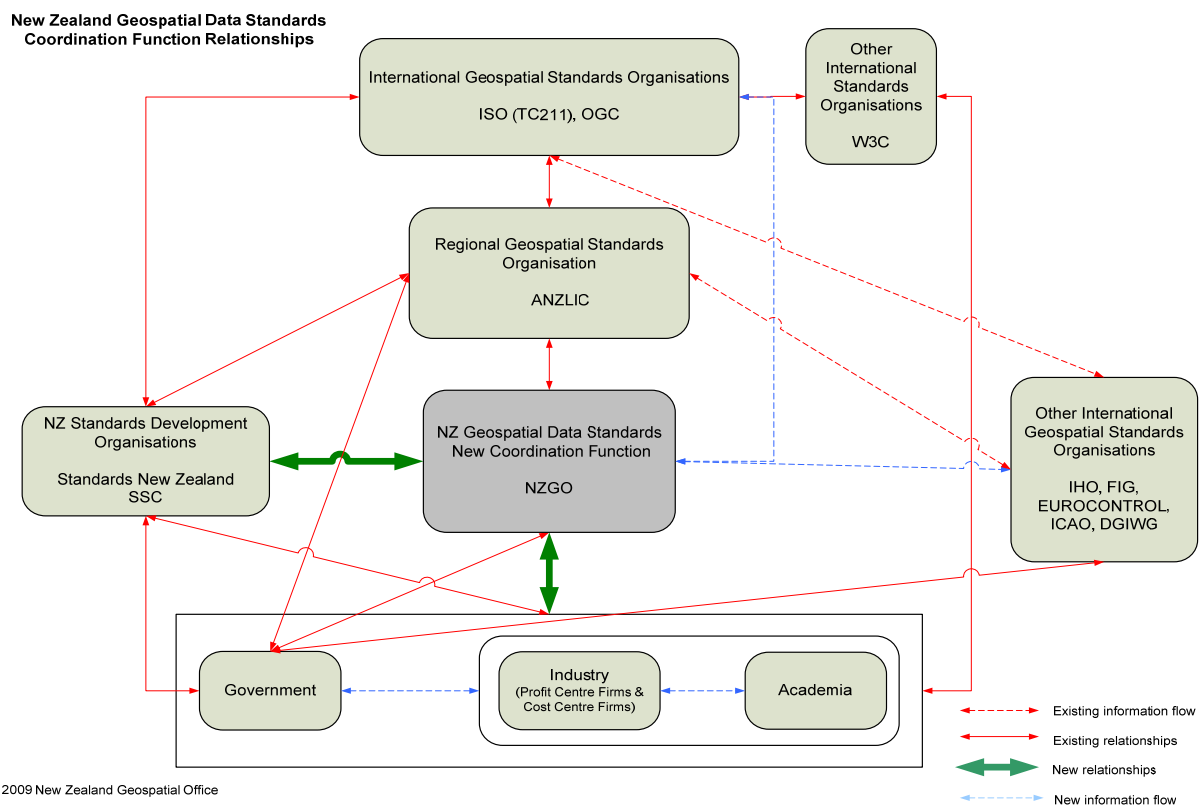 New Zealand Geospatial Data Standards
Coordination Function Relationships
International Geospatial Standards Organisations
ISO (TC211), OGC
Other
International
Standards
Organisations
W3C
Regional Geospatial Standards
Organisation
ANZLIC
NZ Standards Development
Organisations
Standards New Zealand
SSC
NZ Geospatial Data Standards
New Coordination Function
NZGO
Other International
Geospatial Standards
Organisations
IHO, FIG,
EUROCONTROL,
ICAO, DGIWG
Government
Industry
(Profit Centre Firms &
Cost Centre Firms)
Academia
Existing information flow
Existing relationships
New relationships
New information flow
2009 New Zealand Geospatial Office